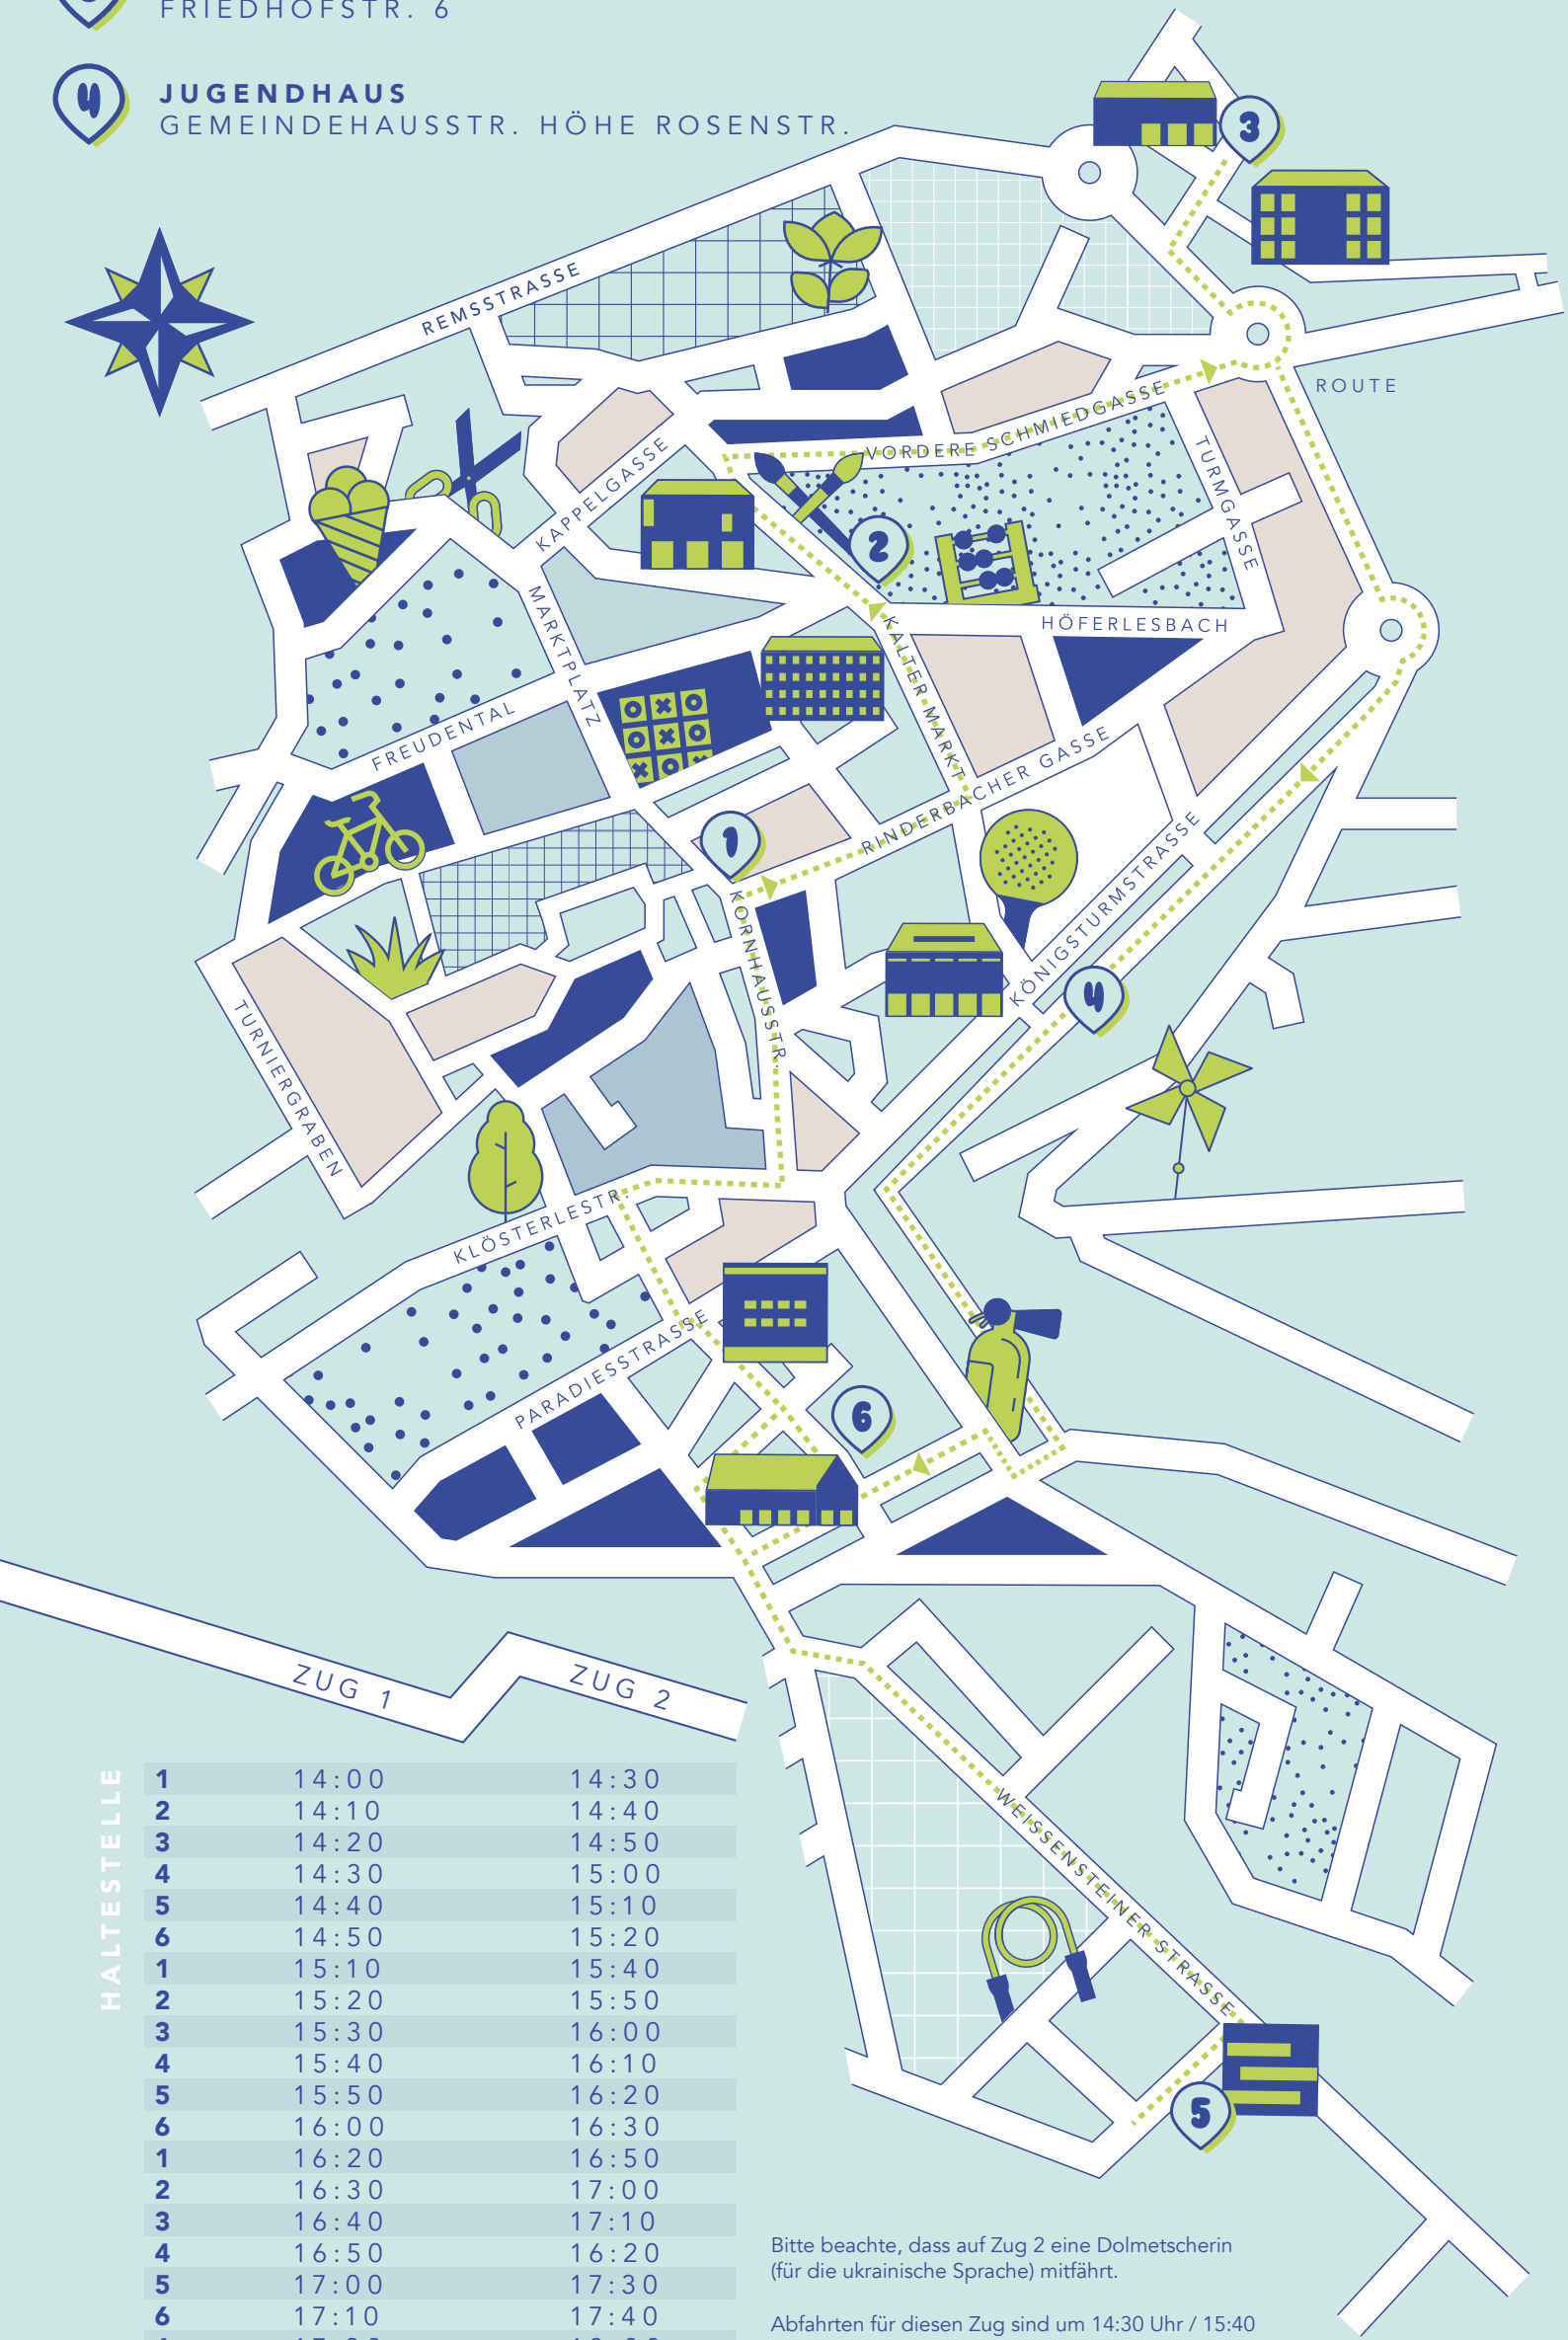 FRIEDHOFSTR. 6
4
JUGENDHAUS
GEMEINDEHAUSSTR. HÖHE ROSENSTR.
3
REMSSTRASSE
ROUTE
VORDERE SCHMIEDGASSE
TURMGASSE
KAPPELGASSE
2
MARKTPLATZ
KALTER MARKT
HÖFERLESBACH
FREUDENTAL
RINDERBACHER GASSE
1
KORNHAUSSTR.
KÖNIGSTURMSTRASSE
4
TURNIERGRABEN
KLÖSTERLESTR.
PARADIESSTRASSE
6
WEISSENSTEINER STRASSE
5
ZUG 1
ZUG 2
HALTESTELLE
1 14:00 14:30
2 14:10 14:40
3 14:20 14:50
4 14:30 15:00
5 14:40 15:10
6 14:50 15:20
1 15:10 15:40
2 15:20 15:50
3 15:30 16:00
4 15:40 16:10
5 15:50 16:20
6 16:00 16:30
1 16:20 16:50
2 16:30 17:00
3 16:40 17:10
4 16:50 16:20
5 17:00 17:30
6 17:10 17:40
Bitte beachte, dass auf Zug 2 eine Dolmetscherin
(für die ukrainische Sprache) mitfährt.
Abfahrten für diesen Zug sind um 14:30 Uhr / 15:40